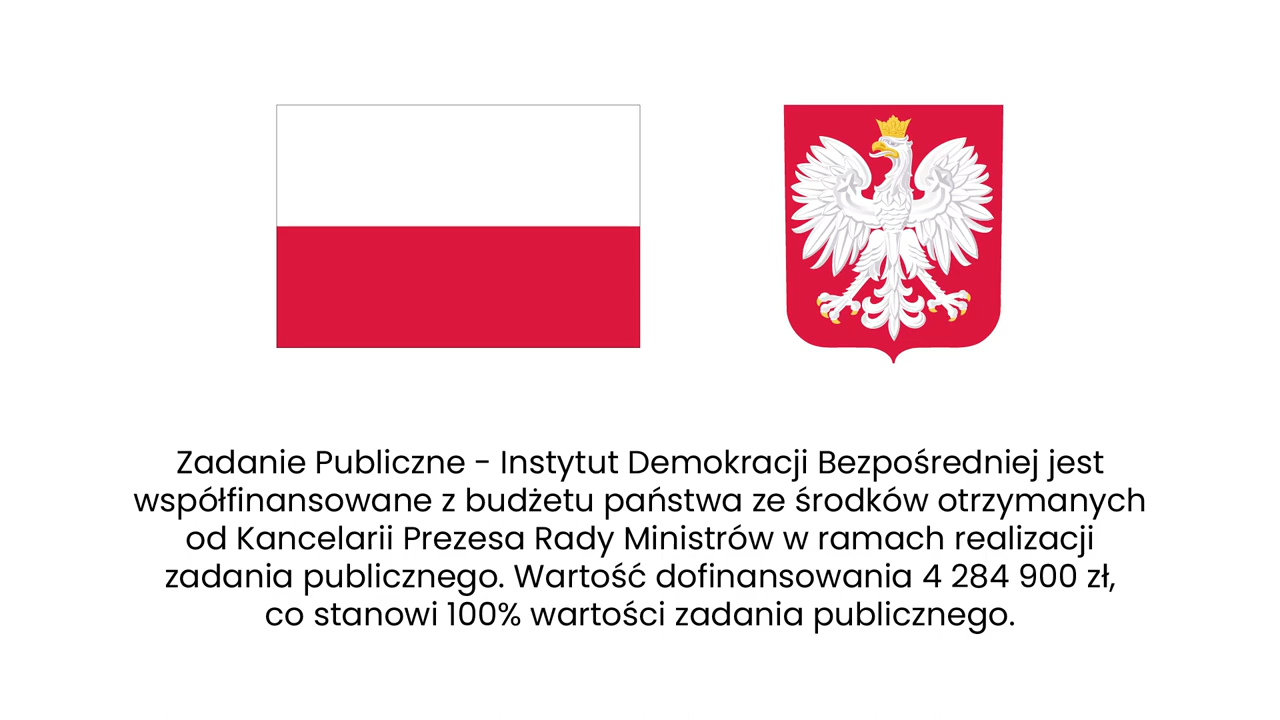 Zadanie Publiczne - Instytut Demokracji Bezpośredniej jest
współfinansowane z budżetu państwa ze środków otrzymanych
od Kancelarii Prezesa Rady Ministrów w ramach realizacji
zadania publicznego. Wartość dofinansowania 4 284 900 zł,
co stanowi 100% wartości zadania publicznego.